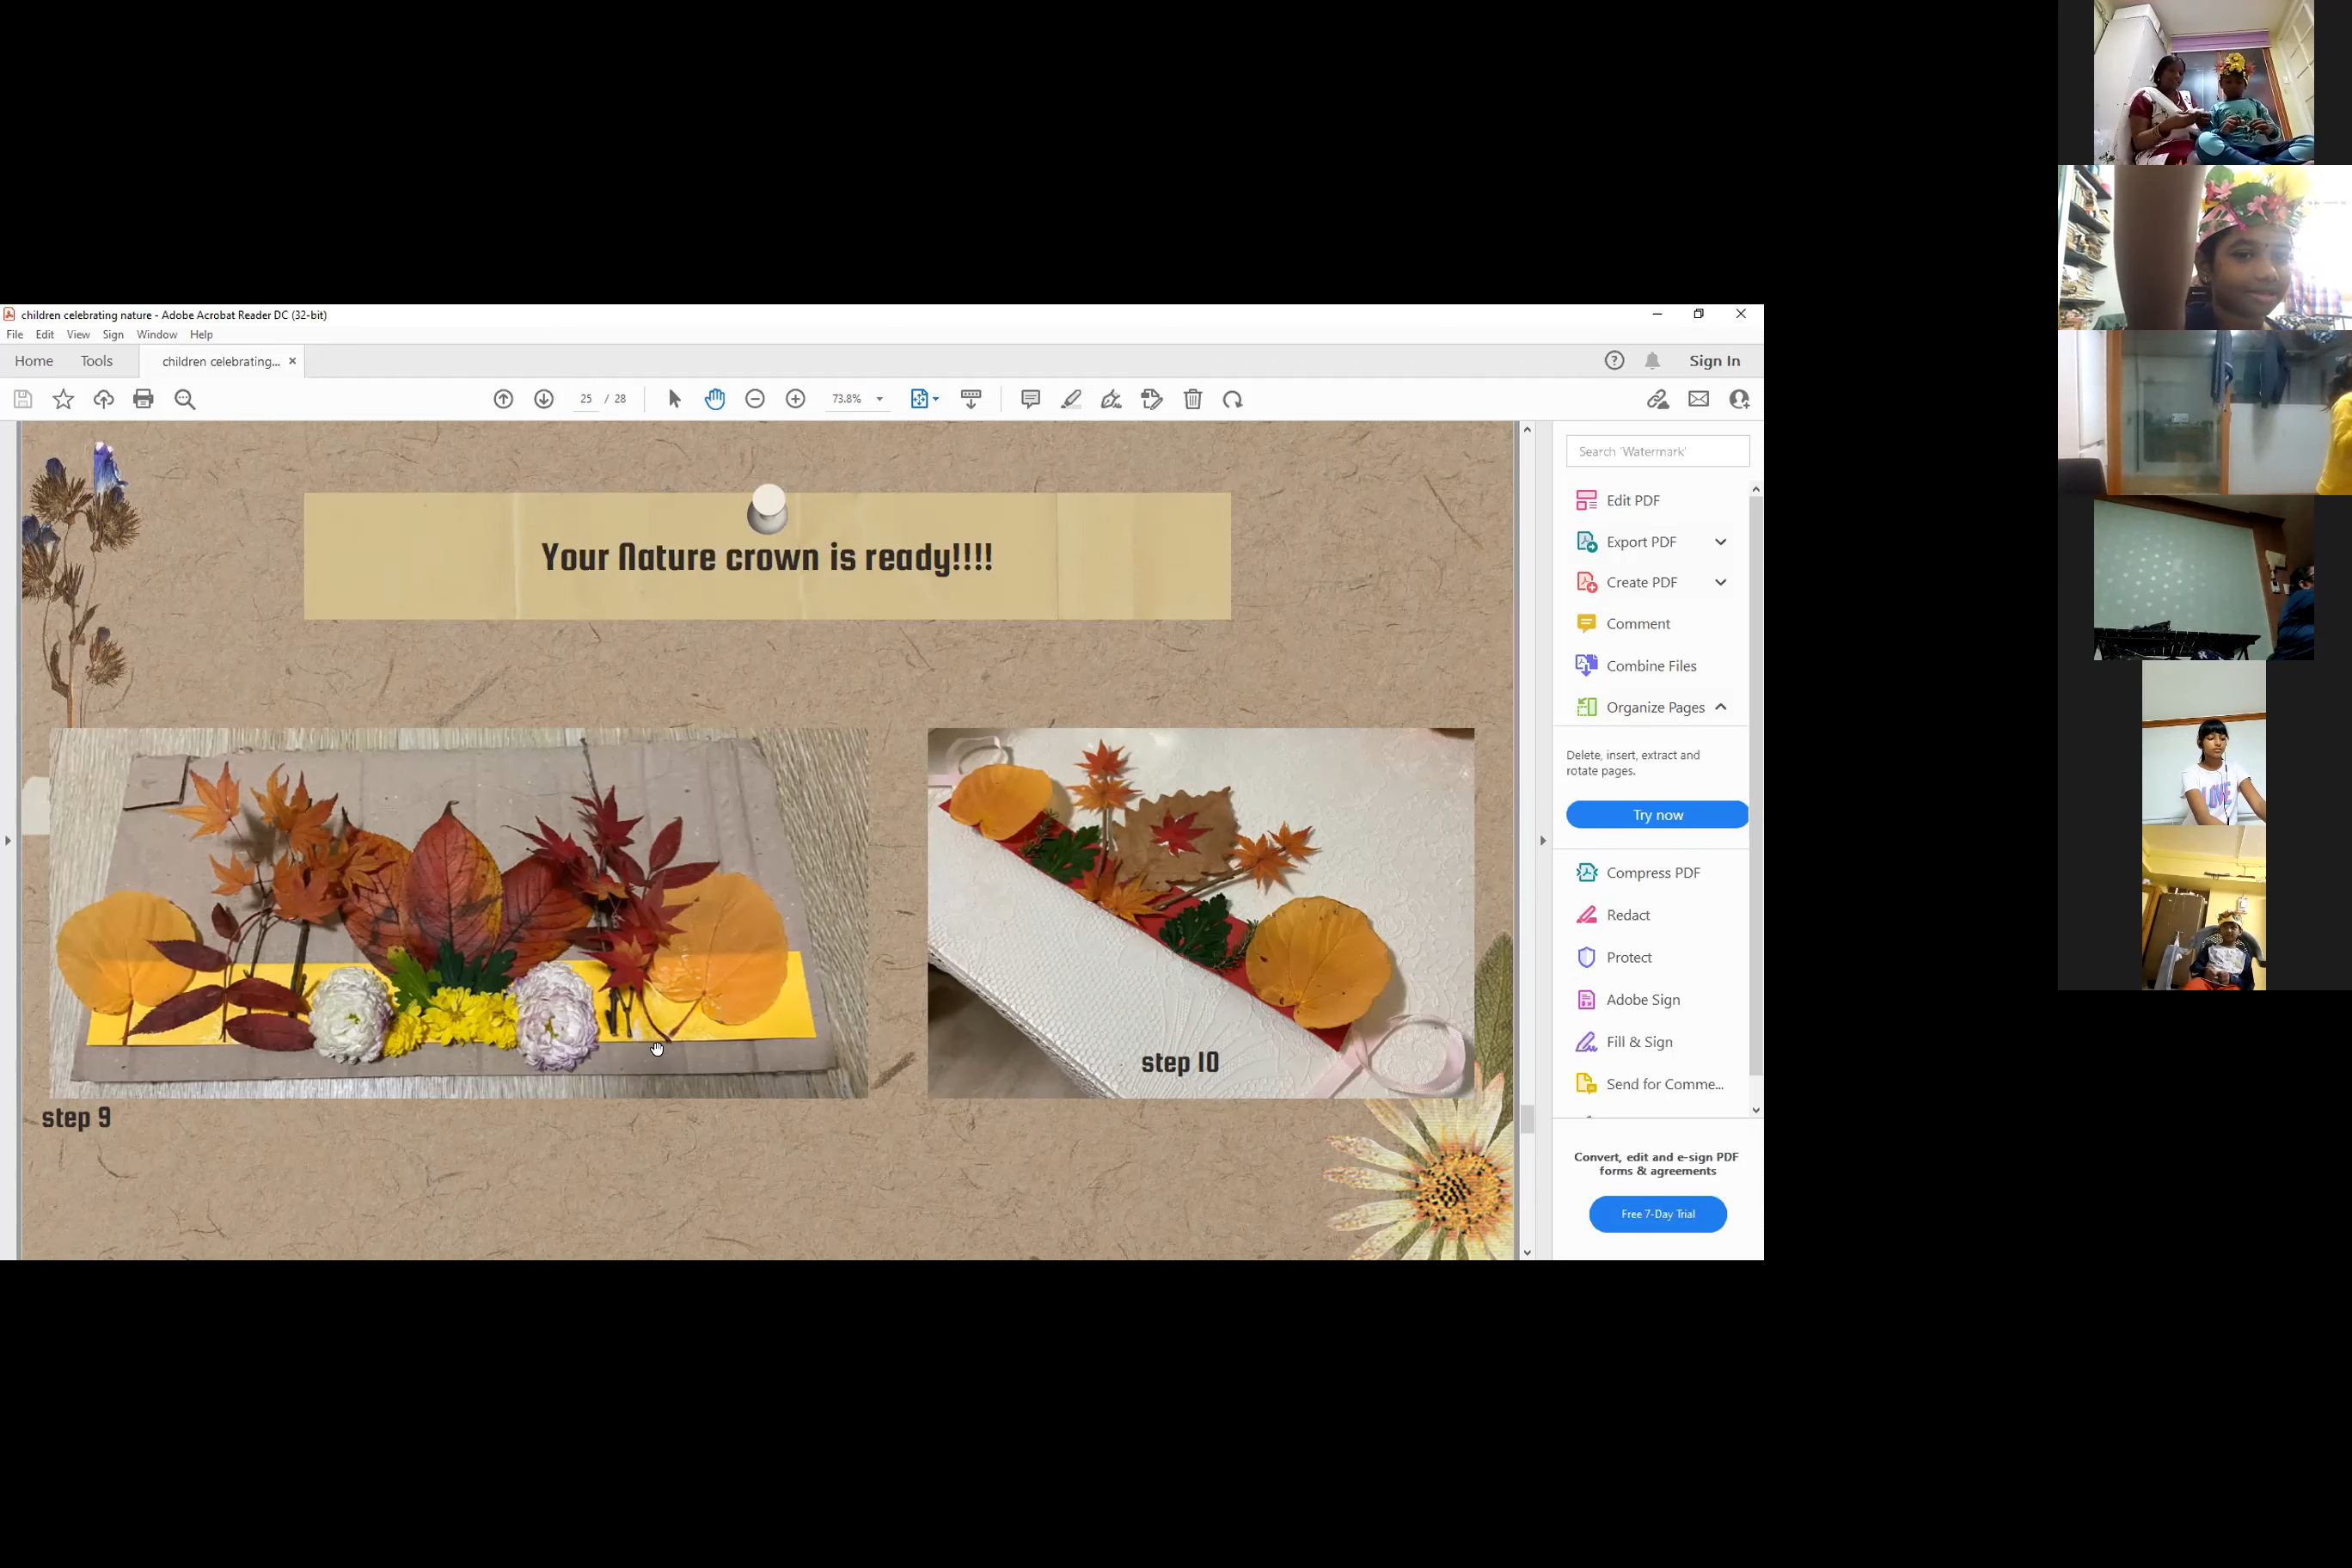 children celebrating nature - Adobe Acrobat Reader DC (32-bit)
File Edit View Sign Window Help
Home Tools children celebrating... ×
Sign In
25 / 28 73.8%
Search 'Watermark'
Your Nature crown is ready!!!!
step 9
step 10
Edit PDF
Export PDF
Create PDF
Comment
Combine Files
Organize Pages
Delete, insert, extract and
rotate pages.
Try now
Compress PDF
Redact
Protect
Adobe Sign
Fill & Sign
Send for Comme...
Convert, edit and e-sign PDF
forms & agreements
Free 7-Day Trial
LOVE